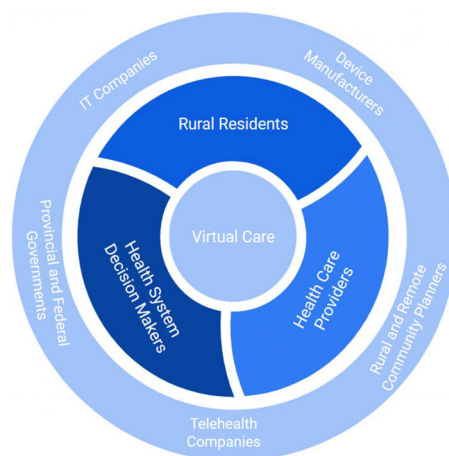 IT Companies
Device
Manufacturers
Rural Residents
Virtual Care
Health System
Decision Makers
Health Care
Providers
Provincial and Federal
Governments
Rural and Remote
Community Planners
Telehealth
Companies